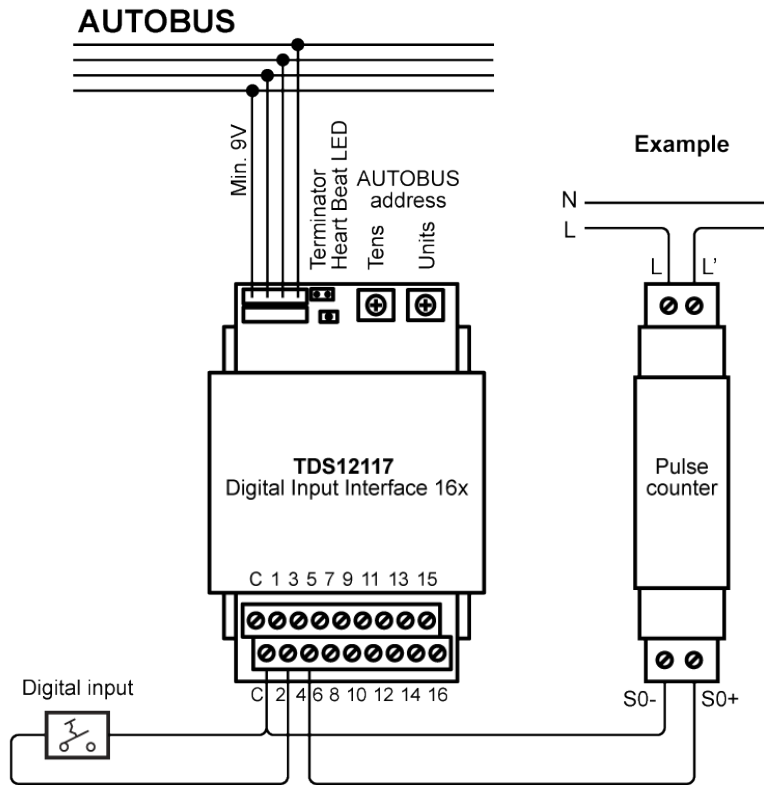 AUTOBUS
Min. 9V
Terminator
Heart Beat LED
AUTOBUS
address
Tens
Units
Example
N
L
L L'
TDS12117
Digital Input Interface 16x
Pulse
counter
C 1 3 5 7 9 11 13 15
C 2 4 6 8 10 12 14 16
Digital input
S0- S0+